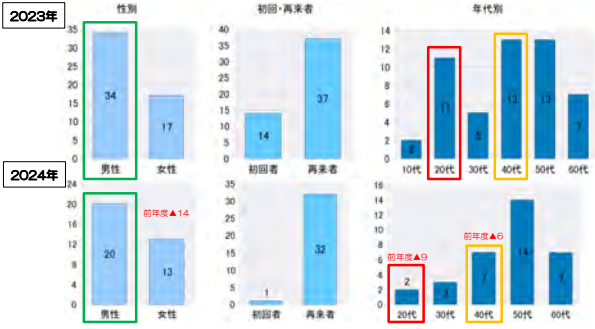 2023年
性別
初回・再来者
年代別
35
30
25
20
15
10
5
0
34
17
男性
女性
40
35
30
25
20
15
10
5
0
14
37
初回者
再来者
14
12
10
8
6
4
2
0
2
11
5
13
13
7
10代
20代
30代
40代
50代
60代
2024年
24
20
16
12
8
4
0
20
前年度▲14
13
男性
女性
35
30
25
20
15
10
5
0
1
32
初回者
再来者
16
14
12
10
8
6
4
2
0
前年度▲9
2
3
前年度▲6
7
14
7
20代
30代
40代
50代
60代